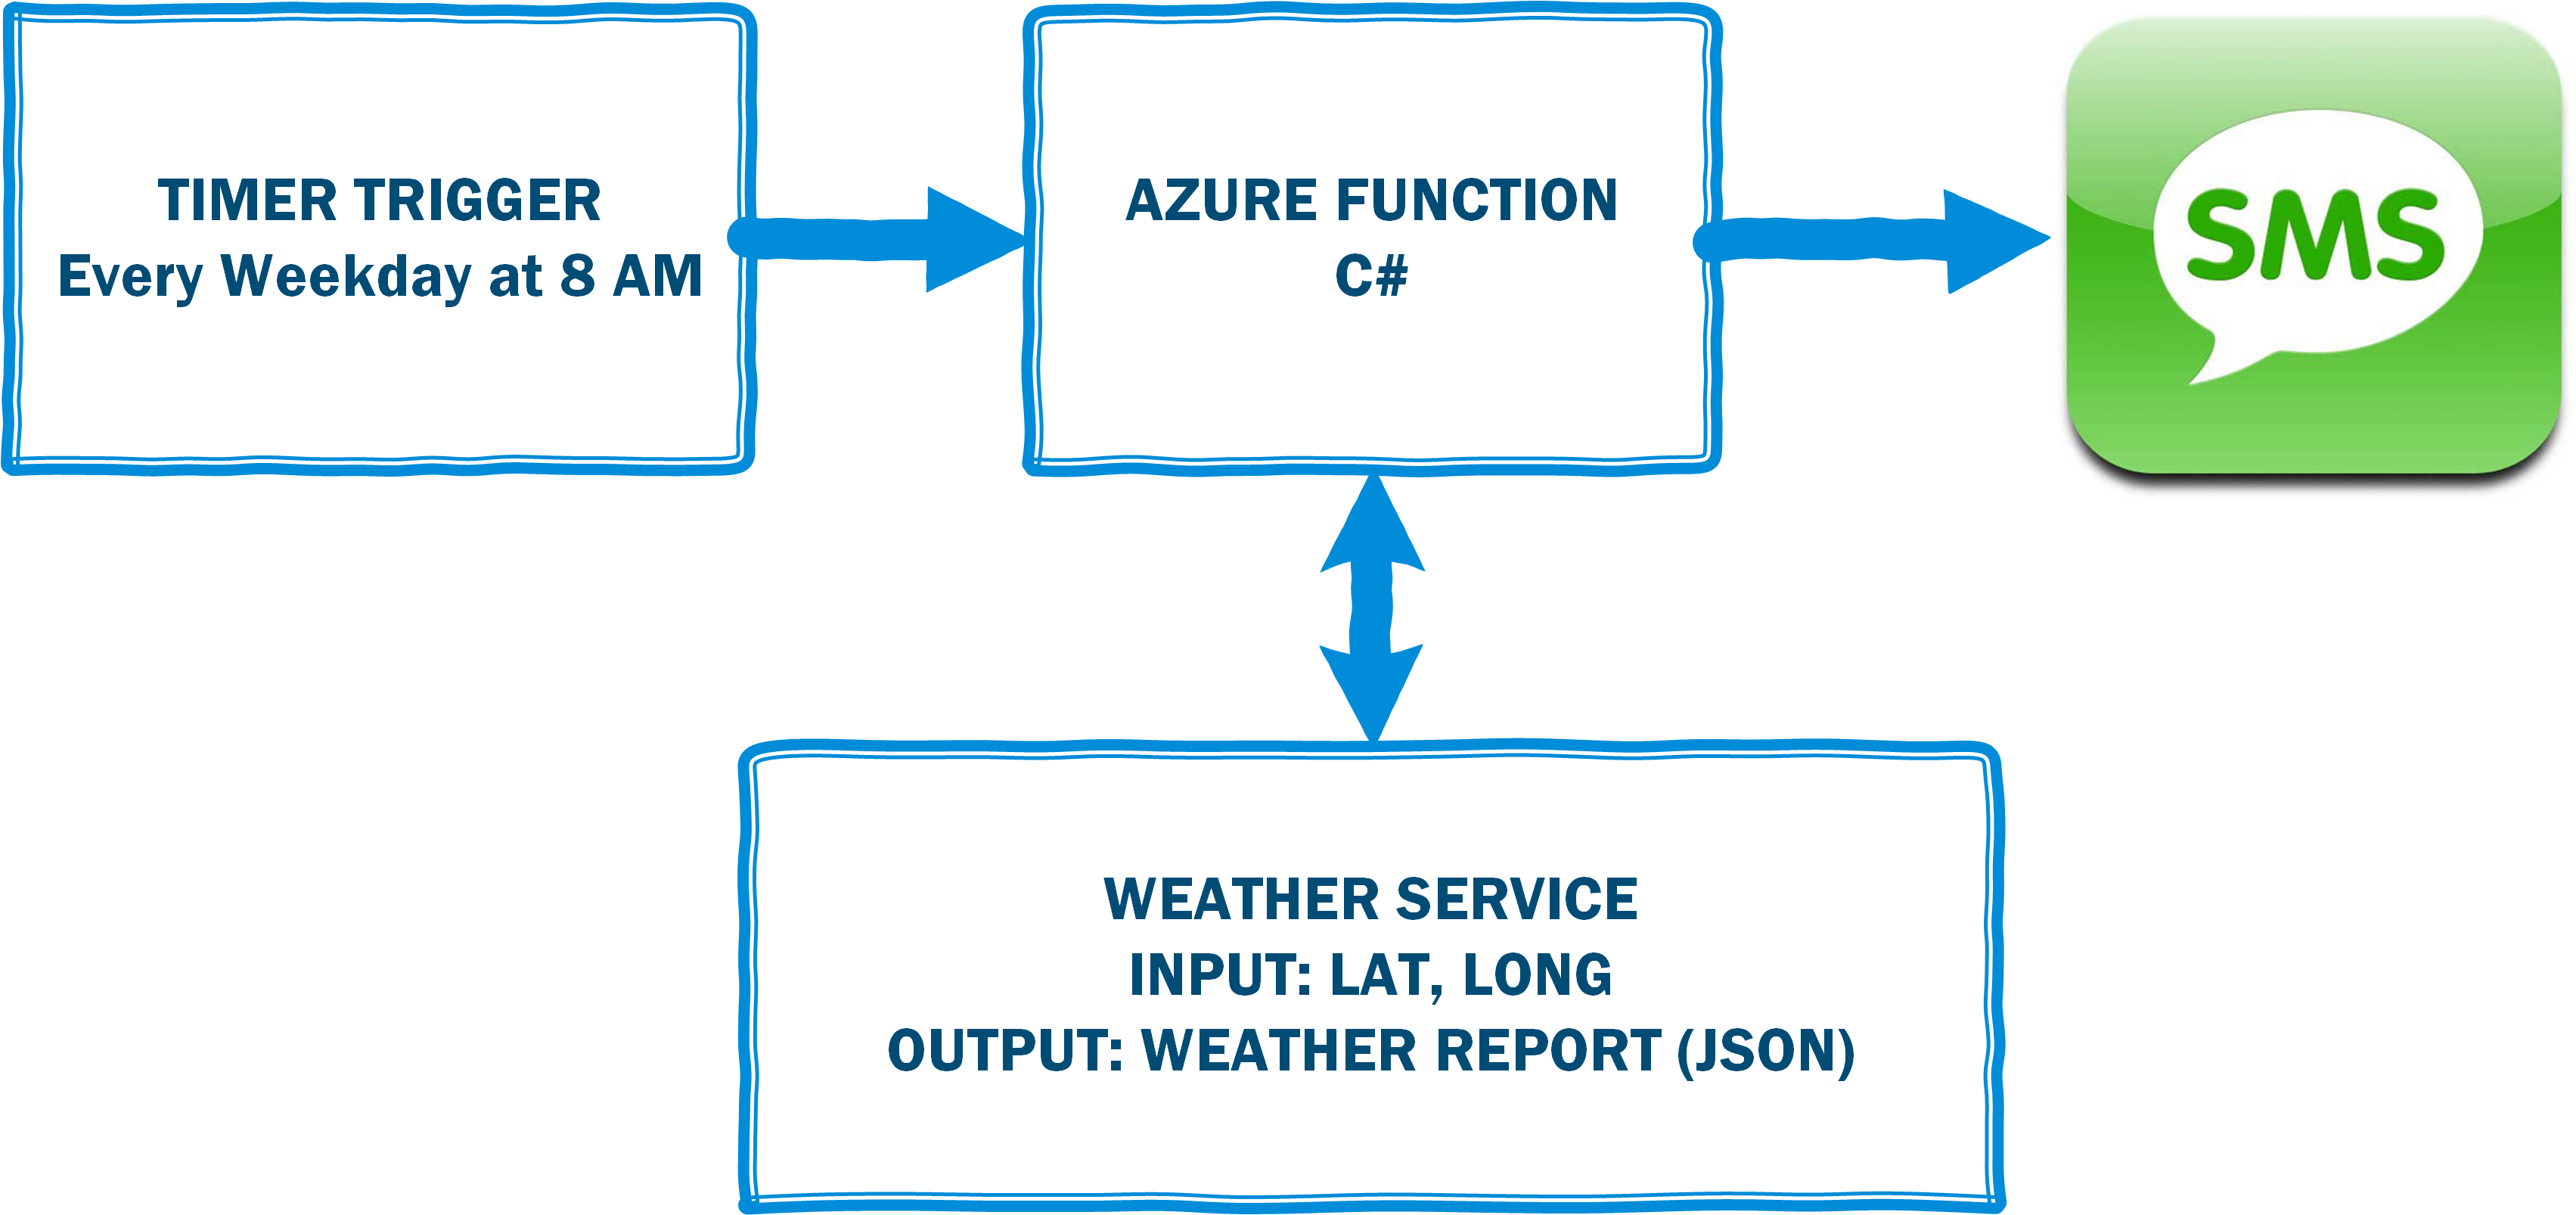 TIMER TRIGGER
Every Weekday at 8 AM
AZURE FUNCTION
C#
SMS
WEATHER SERVICE
INPUT: LAT, LONG
OUTPUT: WEATHER REPORT (JSON)